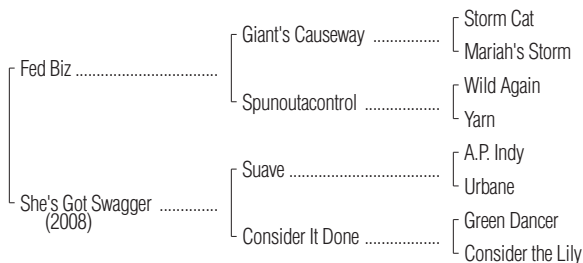 Storm Cat
Giant's Causeway ................
Mariah's Storm
Fed Biz ..................................
Wild Again
Spunoutacontrol ..................
Yarn
A.P. Indy
Suave ....................................
Urbane
She's Got Swagger ..............
(2008)
Green Dancer
Consider It Done ..................
Consider the Lily